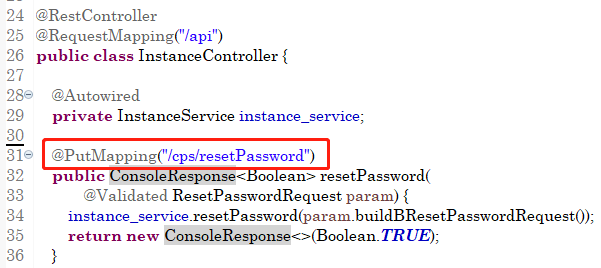 24 @RestController
25 @RequestMapping("/api")
26 public class InstanceController {
27
28 @Autowired
29 private InstanceService instance_service;
30
31 @PutMapping("/cps/resetPassword")
32 public ConsoleResponse<Boolean> resetPassword(
33 @Validated ResetPasswordRequest param) {
34 instance_service.resetPassword(param.buildBResetPasswordRequest());
35 return new ConsoleResponse<>(Boolean.TRUE);
36 }